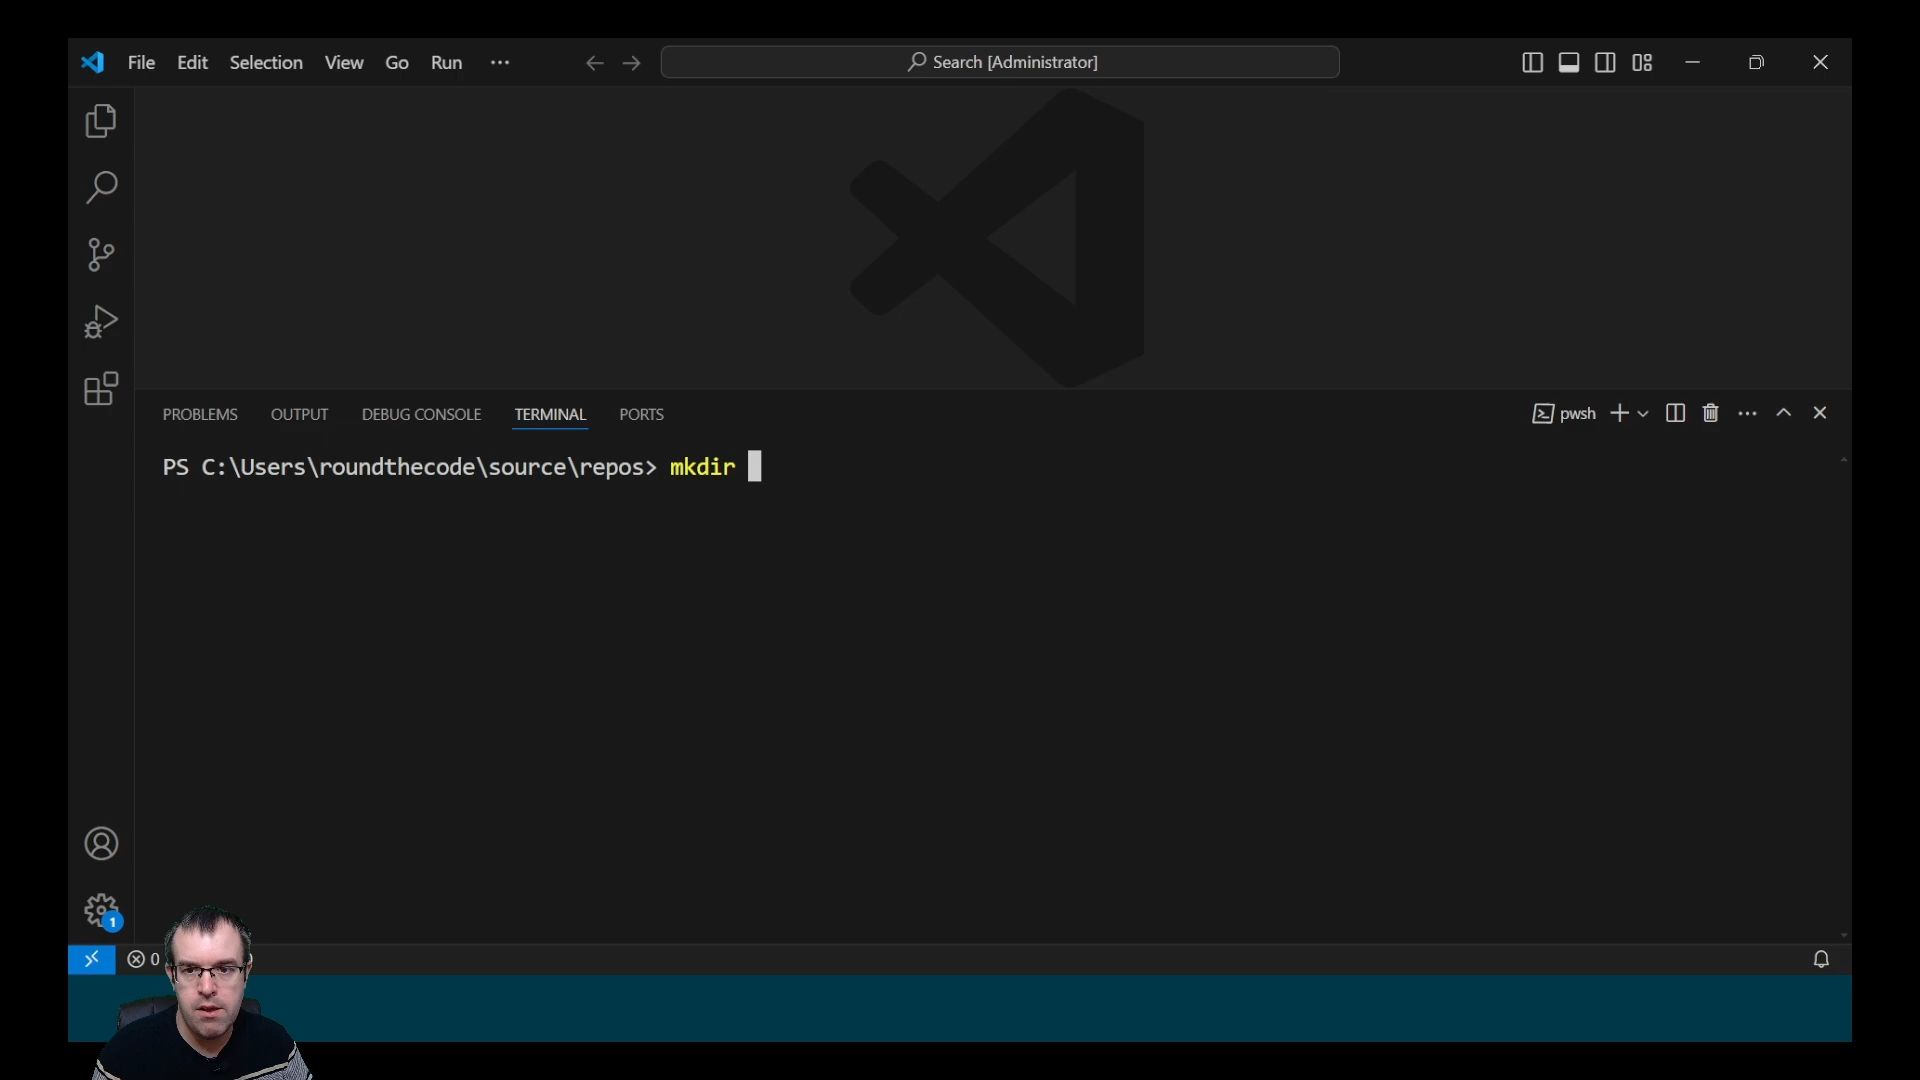 File Edit Selection View Go Run ···
Search [Administrator]
PROBLEMS OUTPUT DEBUG CONSOLE TERMINAL PORTS
pwsh
PS C:\Users\roundthecode\source\repos> mkdir
1
0